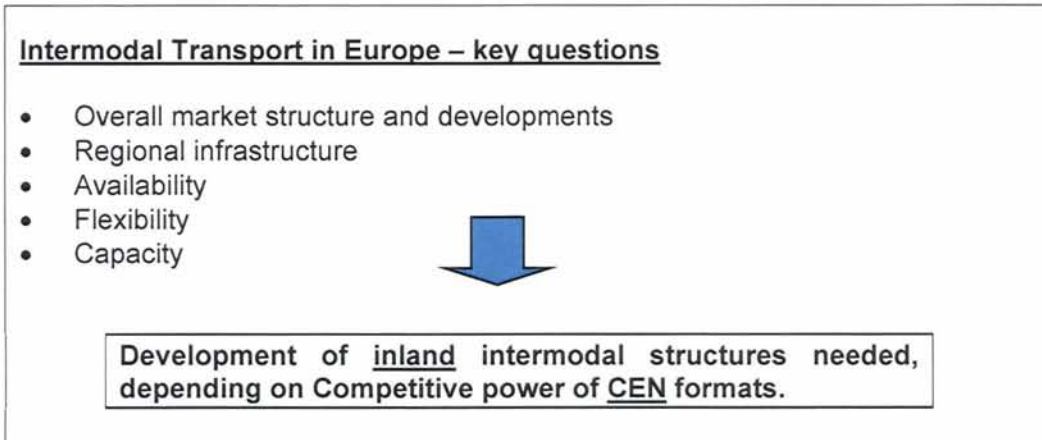 Intermodal Transport in Europe – key questions
• Overall market structure and developments
• Regional infrastructure
• Availability
• Flexibility
• Capacity
Development of inland intermodal structures needed,
depending on Competitive power of CEN formats.